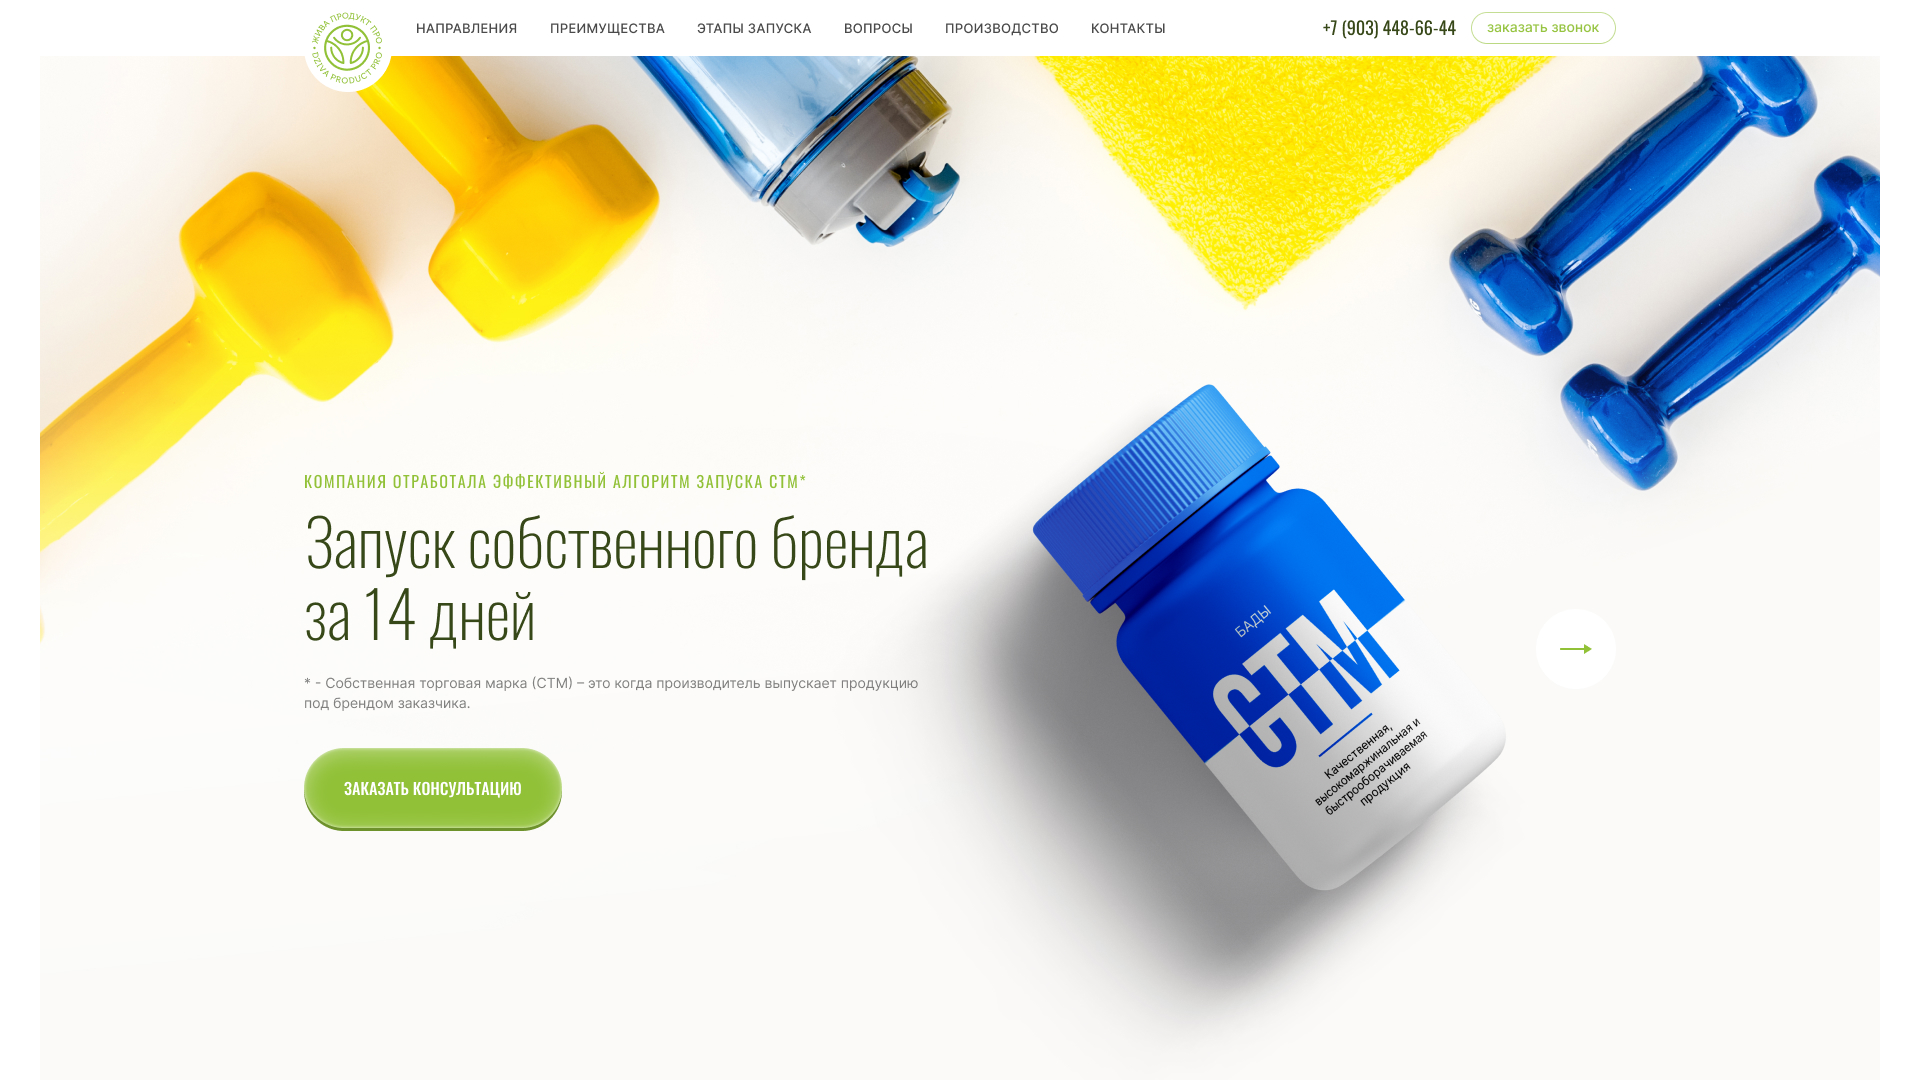 ЖИВА ПРОДУКТ ПРО • DZIVA PRODUCT PRO •
НАПРАВЛЕНИЯ ПРЕИМУЩЕСТВА ЭТАПЫ ЗАПУСКА ВОПРОСЫ ПРОИЗВОДСТВО КОНТАКТЫ
+7 (903) 448-66-44 заказать звонок
КОМПАНИЯ ОТРАБОТАЛА ЭФФЕКТИВНЫЙ АЛГОРИТМ ЗАПУСКА СТМ*
Запуск собственного бренда
за 14 дней
* - Собственная торговая марка (СТМ) – это когда производитель выпускает продукцию
под брендом заказчика.
ЗАКАЗАТЬ КОНСУЛЬТАЦИЮ
БАДЫ
СТМ
Качественная,
высокомаржинальная и
быстрооборачиваемая
продукция